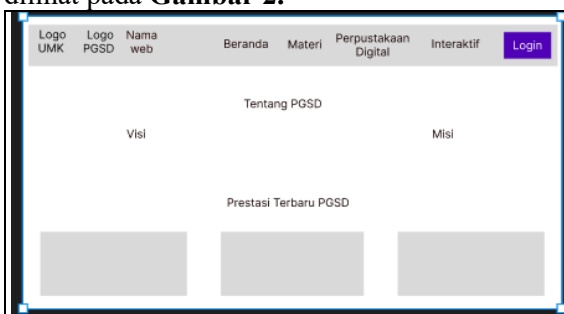 dilihat pada Gambar 2.
Logo UMK Logo PGSD Nama web Beranda Materi Perpustakaan Digital Interaktif Login
Tentang PGSD
Visi Misi
Prestasi Terbaru PGSD